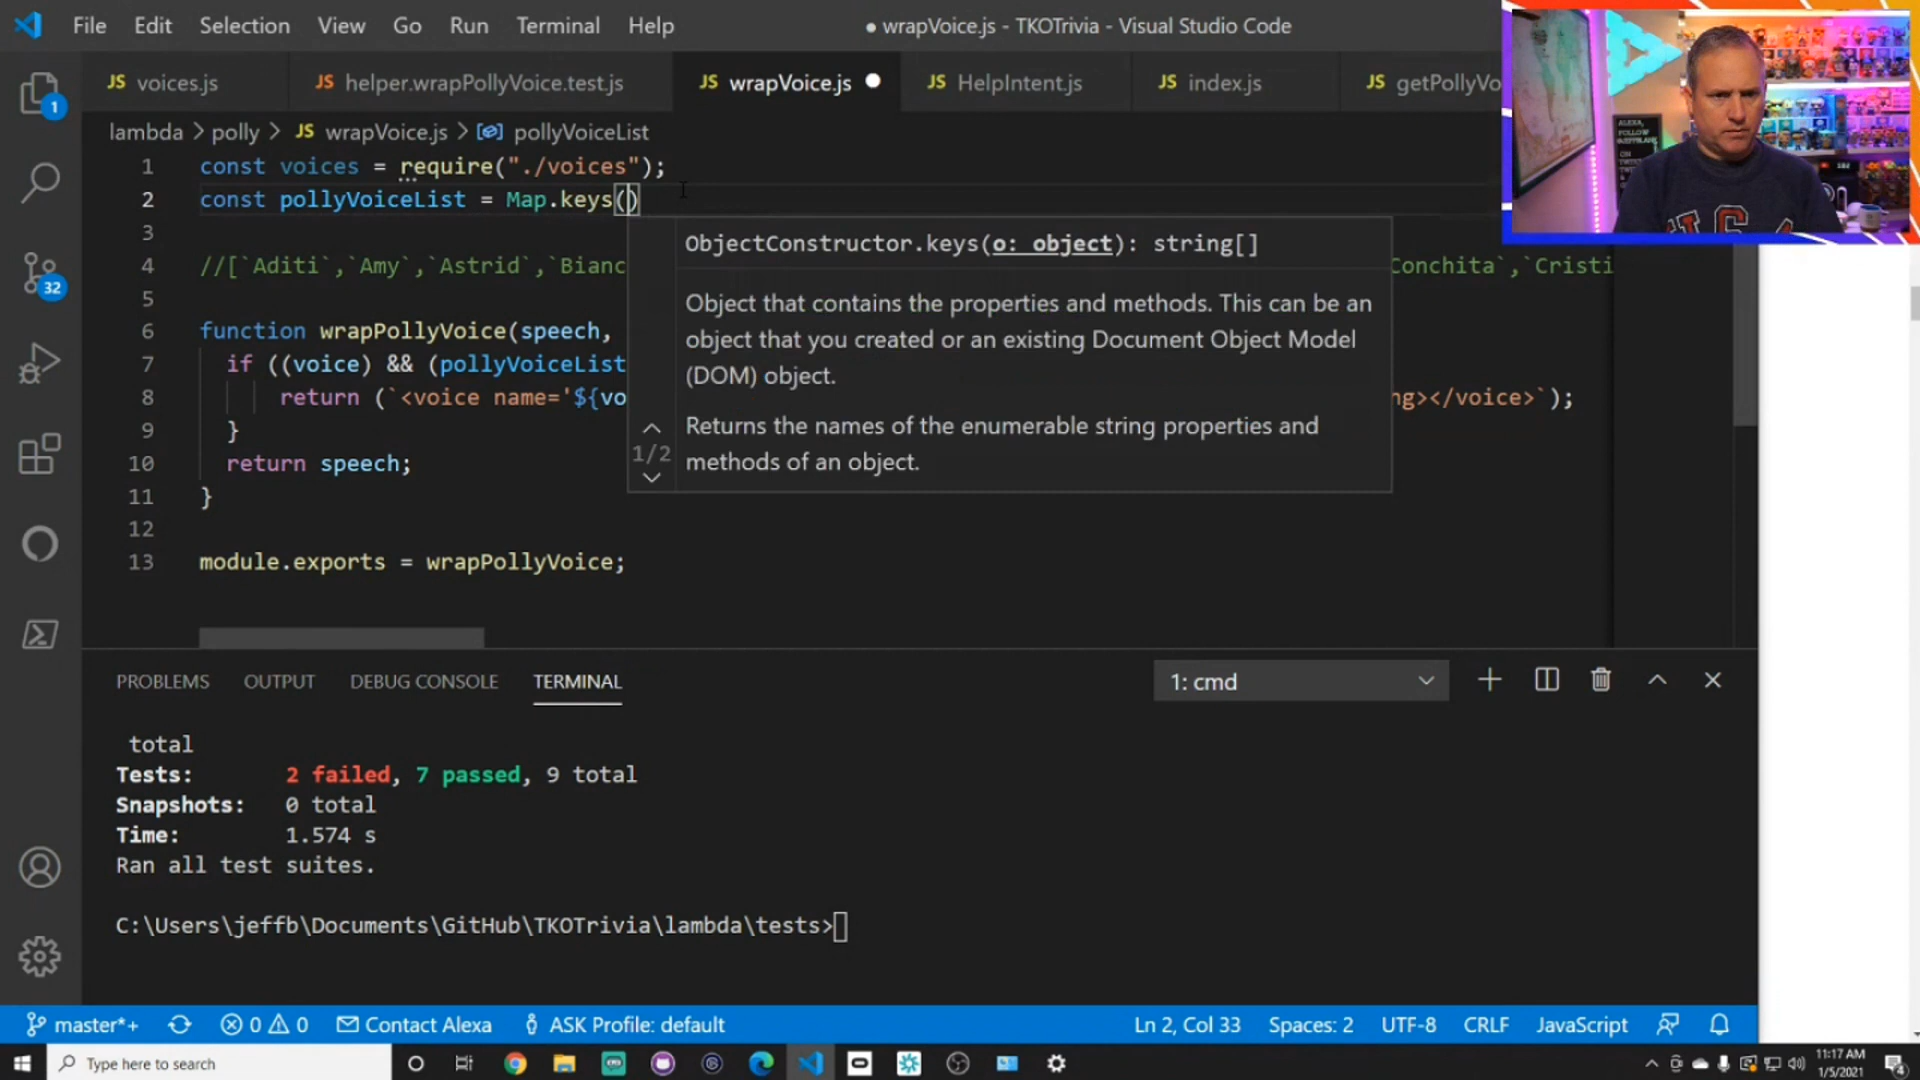 File Edit Selection View Go Run Terminal Help ● wrapVoice.js - TKOTrivia - Visual Studio Code
JS voices.js JS helper.wrapPollyVoice.test.js JS wrapVoice.js JS HelpIntent.js JS index.js JS getPollyVo
lambda > polly > JS wrapVoice.js > pollyVoiceList
1 const voices = require("./voices");
2 const pollyVoiceList = Map.keys()
3
4 //[`Aditi`,`Amy`,`Astrid`,`Bianc Conchita`,`Cristi
5
6 function wrapPollyVoice(speech,
7 if ((voice) && (pollyVoiceList
8 return (`<voice name='${vo ng></voice>`);
9 }
10 return speech;
11 }
12
13 module.exports = wrapPollyVoice;
ObjectConstructor.keys(o: object): string[]
Object that contains the properties and methods. This can be an
object that you created or an existing Document Object Model
(DOM) object.
1/2
Returns the names of the enumerable string properties and
methods of an object.
1
32
ALEXA,
FOLLOW
ON
PROBLEMS OUTPUT DEBUG CONSOLE TERMINAL 1: cmd
total
Tests: 2 failed, 7 passed, 9 total
Snapshots: 0 total
Time: 1.574 s
Ran all test suites.
C:\Users\jeffb\Documents\GitHub\TKOTrivia\lambda\tests>
master*+ 0 0 Contact Alexa ASK Profile: default Ln 2, Col 33 Spaces: 2 UTF-8 CRLF JavaScript
Type here to search
11:17 AM
1/5/2021
4